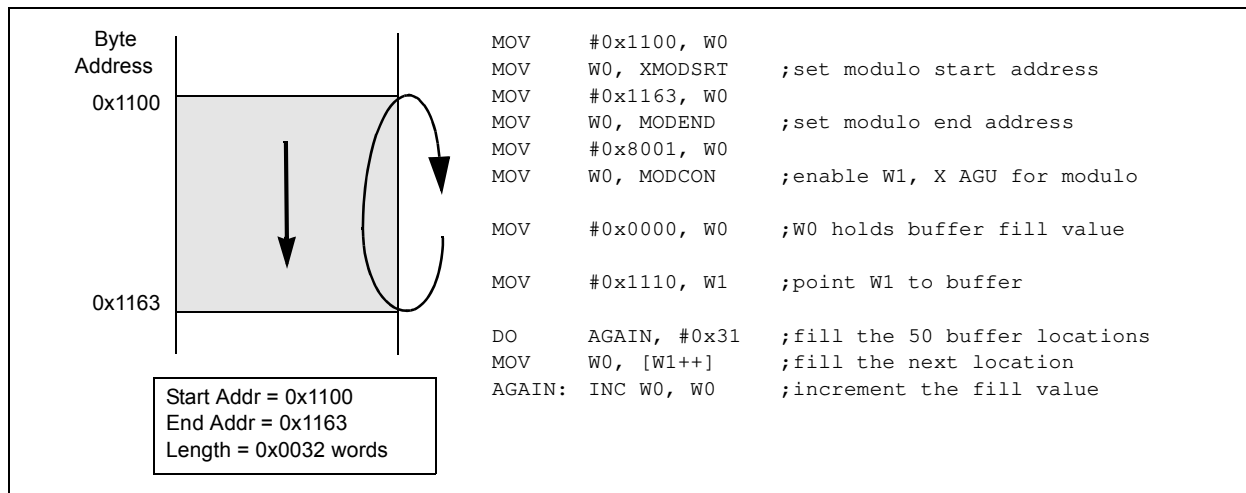 Byte
Address
0x1100
0x1163
Start Addr = 0x1100
End Addr = 0x1163
Length = 0x0032 words
MOV #0x1100, W0
MOV W0, XMODSRT ;set modulo start address
MOV #0x1163, W0
MOV W0, MODEND ;set modulo end address
MOV #0x8001, W0
MOV W0, MODCON ;enable W1, X AGU for modulo
MOV #0x0000, W0 ;W0 holds buffer fill value
MOV #0x1110, W1 ;point W1 to buffer
DO AGAIN, #0x31 ;fill the 50 buffer locations
MOV W0, [W1++] ;fill the next location
AGAIN: INC W0, W0 ;increment the fill value